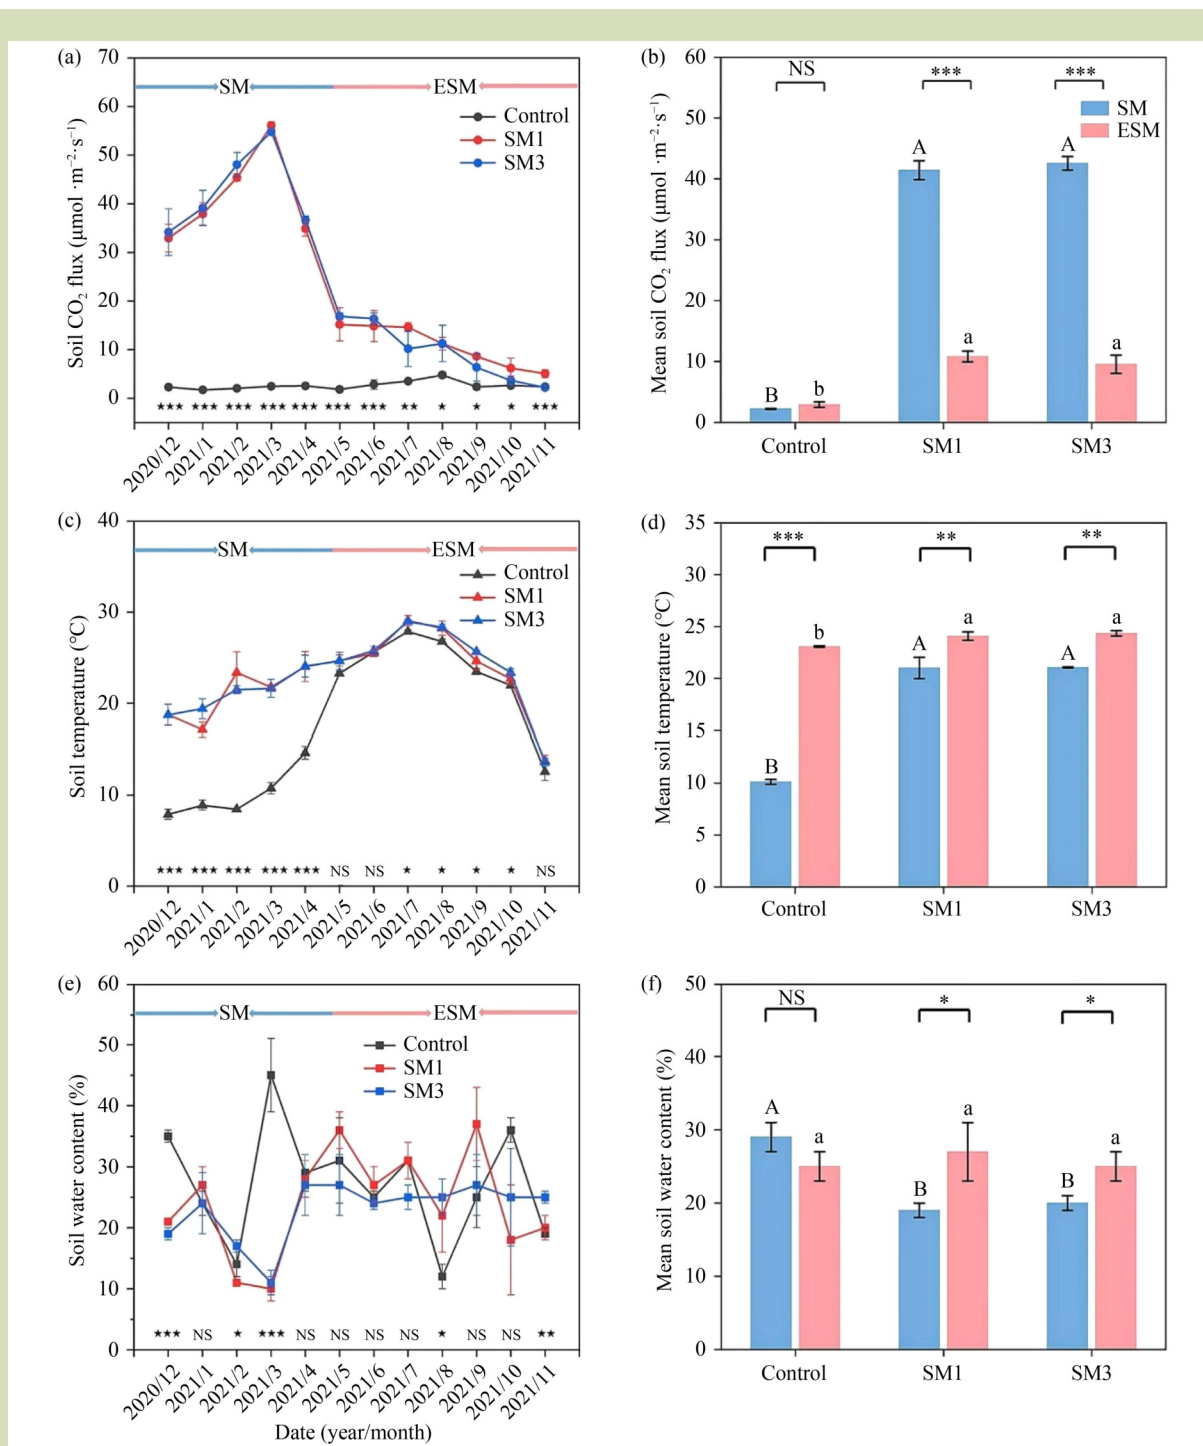 (a)
70
60
50
40
30
20
10
0
Soil CO₂ flux (μmol ·m⁻²·s⁻¹)
SM
ESM
Control
SM1
SM3
★★★ ★★★ ★★★ ★★★ ★★★ ★★★ ★★★ ★★ ★ ★ ★ ★★★
2020/12 2021/1 2021/2 2021/3 2021/4 2021/5 2021/6 2021/7 2021/8 2021/9 2021/10 2021/11
(b)
60
50
40
30
20
10
0
Mean soil CO₂ flux (μmol ·m⁻²·s⁻¹)
NS *** ***
SM
ESM
B b A a A a
Control SM1 SM3
(c)
40
30
20
10
0
Soil temperature (℃)
SM
ESM
Control
SM1
SM3
★★★ ★★★ ★★★ ★★★ ★★★ NS NS ★ ★ ★ ★ NS
2020/12 2021/1 2021/2 2021/3 2021/4 2021/5 2021/6 2021/7 2021/8 2021/9 2021/10 2021/11
(d)
35
30
25
20
15
10
5
0
Mean soil temperature (℃)
*** ** **
B b A a A a
Control SM1 SM3
(e)
60
50
40
30
20
10
0
Soil water content (%)
SM
ESM
Control
SM1
SM3
★★★ NS ★ ★★★ NS NS NS NS ★ NS NS ★★
2020/12 2021/1 2021/2 2021/3 2021/4 2021/5 2021/6 2021/7 2021/8 2021/9 2021/10 2021/11
Date (year/month)
(f)
50
40
30
20
10
0
Mean soil water content (%)
NS * *
A a B a B a
Control SM1 SM3